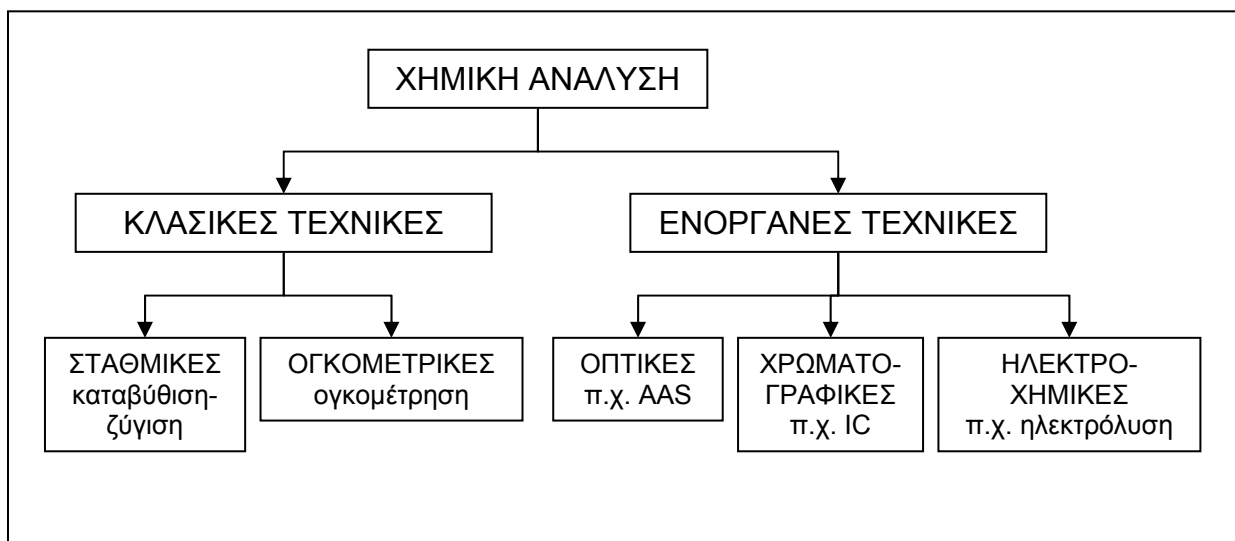 ΧΗΜΙΚΗ ΑΝΑΛΥΣΗ
ΚΛΑΣΙΚΕΣ ΤΕΧΝΙΚΕΣ
ΕΝΟΡΓΑΝΕΣ ΤΕΧΝΙΚΕΣ
ΣΤΑΘΜΙΚΕΣ
καταβύθιση-
ζύγιση
ΟΓΚΟΜΕΤΡΙΚΕΣ
ογκομέτρηση
ΟΠΤΙΚΕΣ
π.χ. AAS
ΧΡΩΜΑΤΟ-
ΓΡΑΦΙΚΕΣ
π.χ. IC
ΗΛΕΚΤΡΟ-
ΧΗΜΙΚΕΣ
π.χ. ηλεκτρόλυση